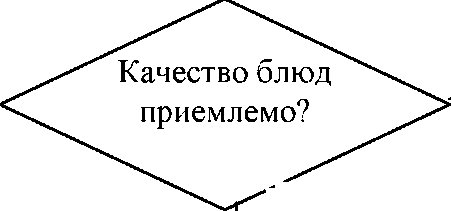 Качество блюд
приемлемо?